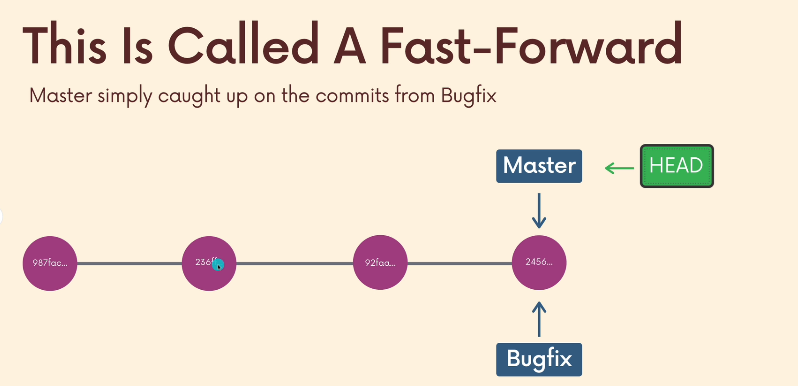 This Is Called A Fast-Forward
Master simply caught up on the commits from Bugfix
Master
HEAD
987fac...
92faa...
2456...
Bugfix